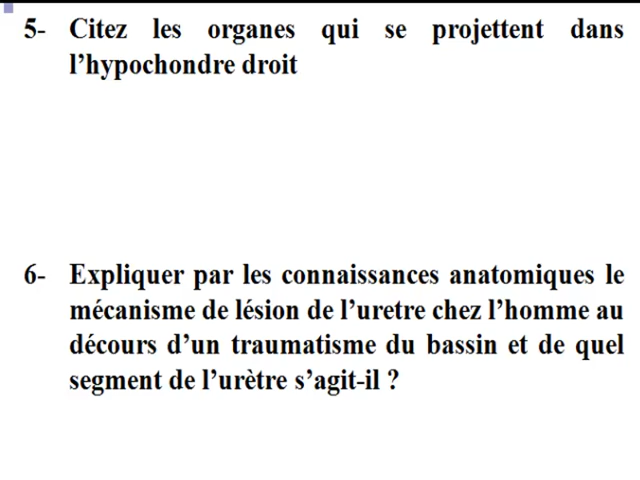 5- Citez les organes qui se projettent dans
l’hypochondre droit
6- Expliquer par les connaissances anatomiques le
mécanisme de lésion de l’uretre chez l’homme au
décours d’un traumatisme du bassin et de quel
segment de l’urètre s’agit-il ?